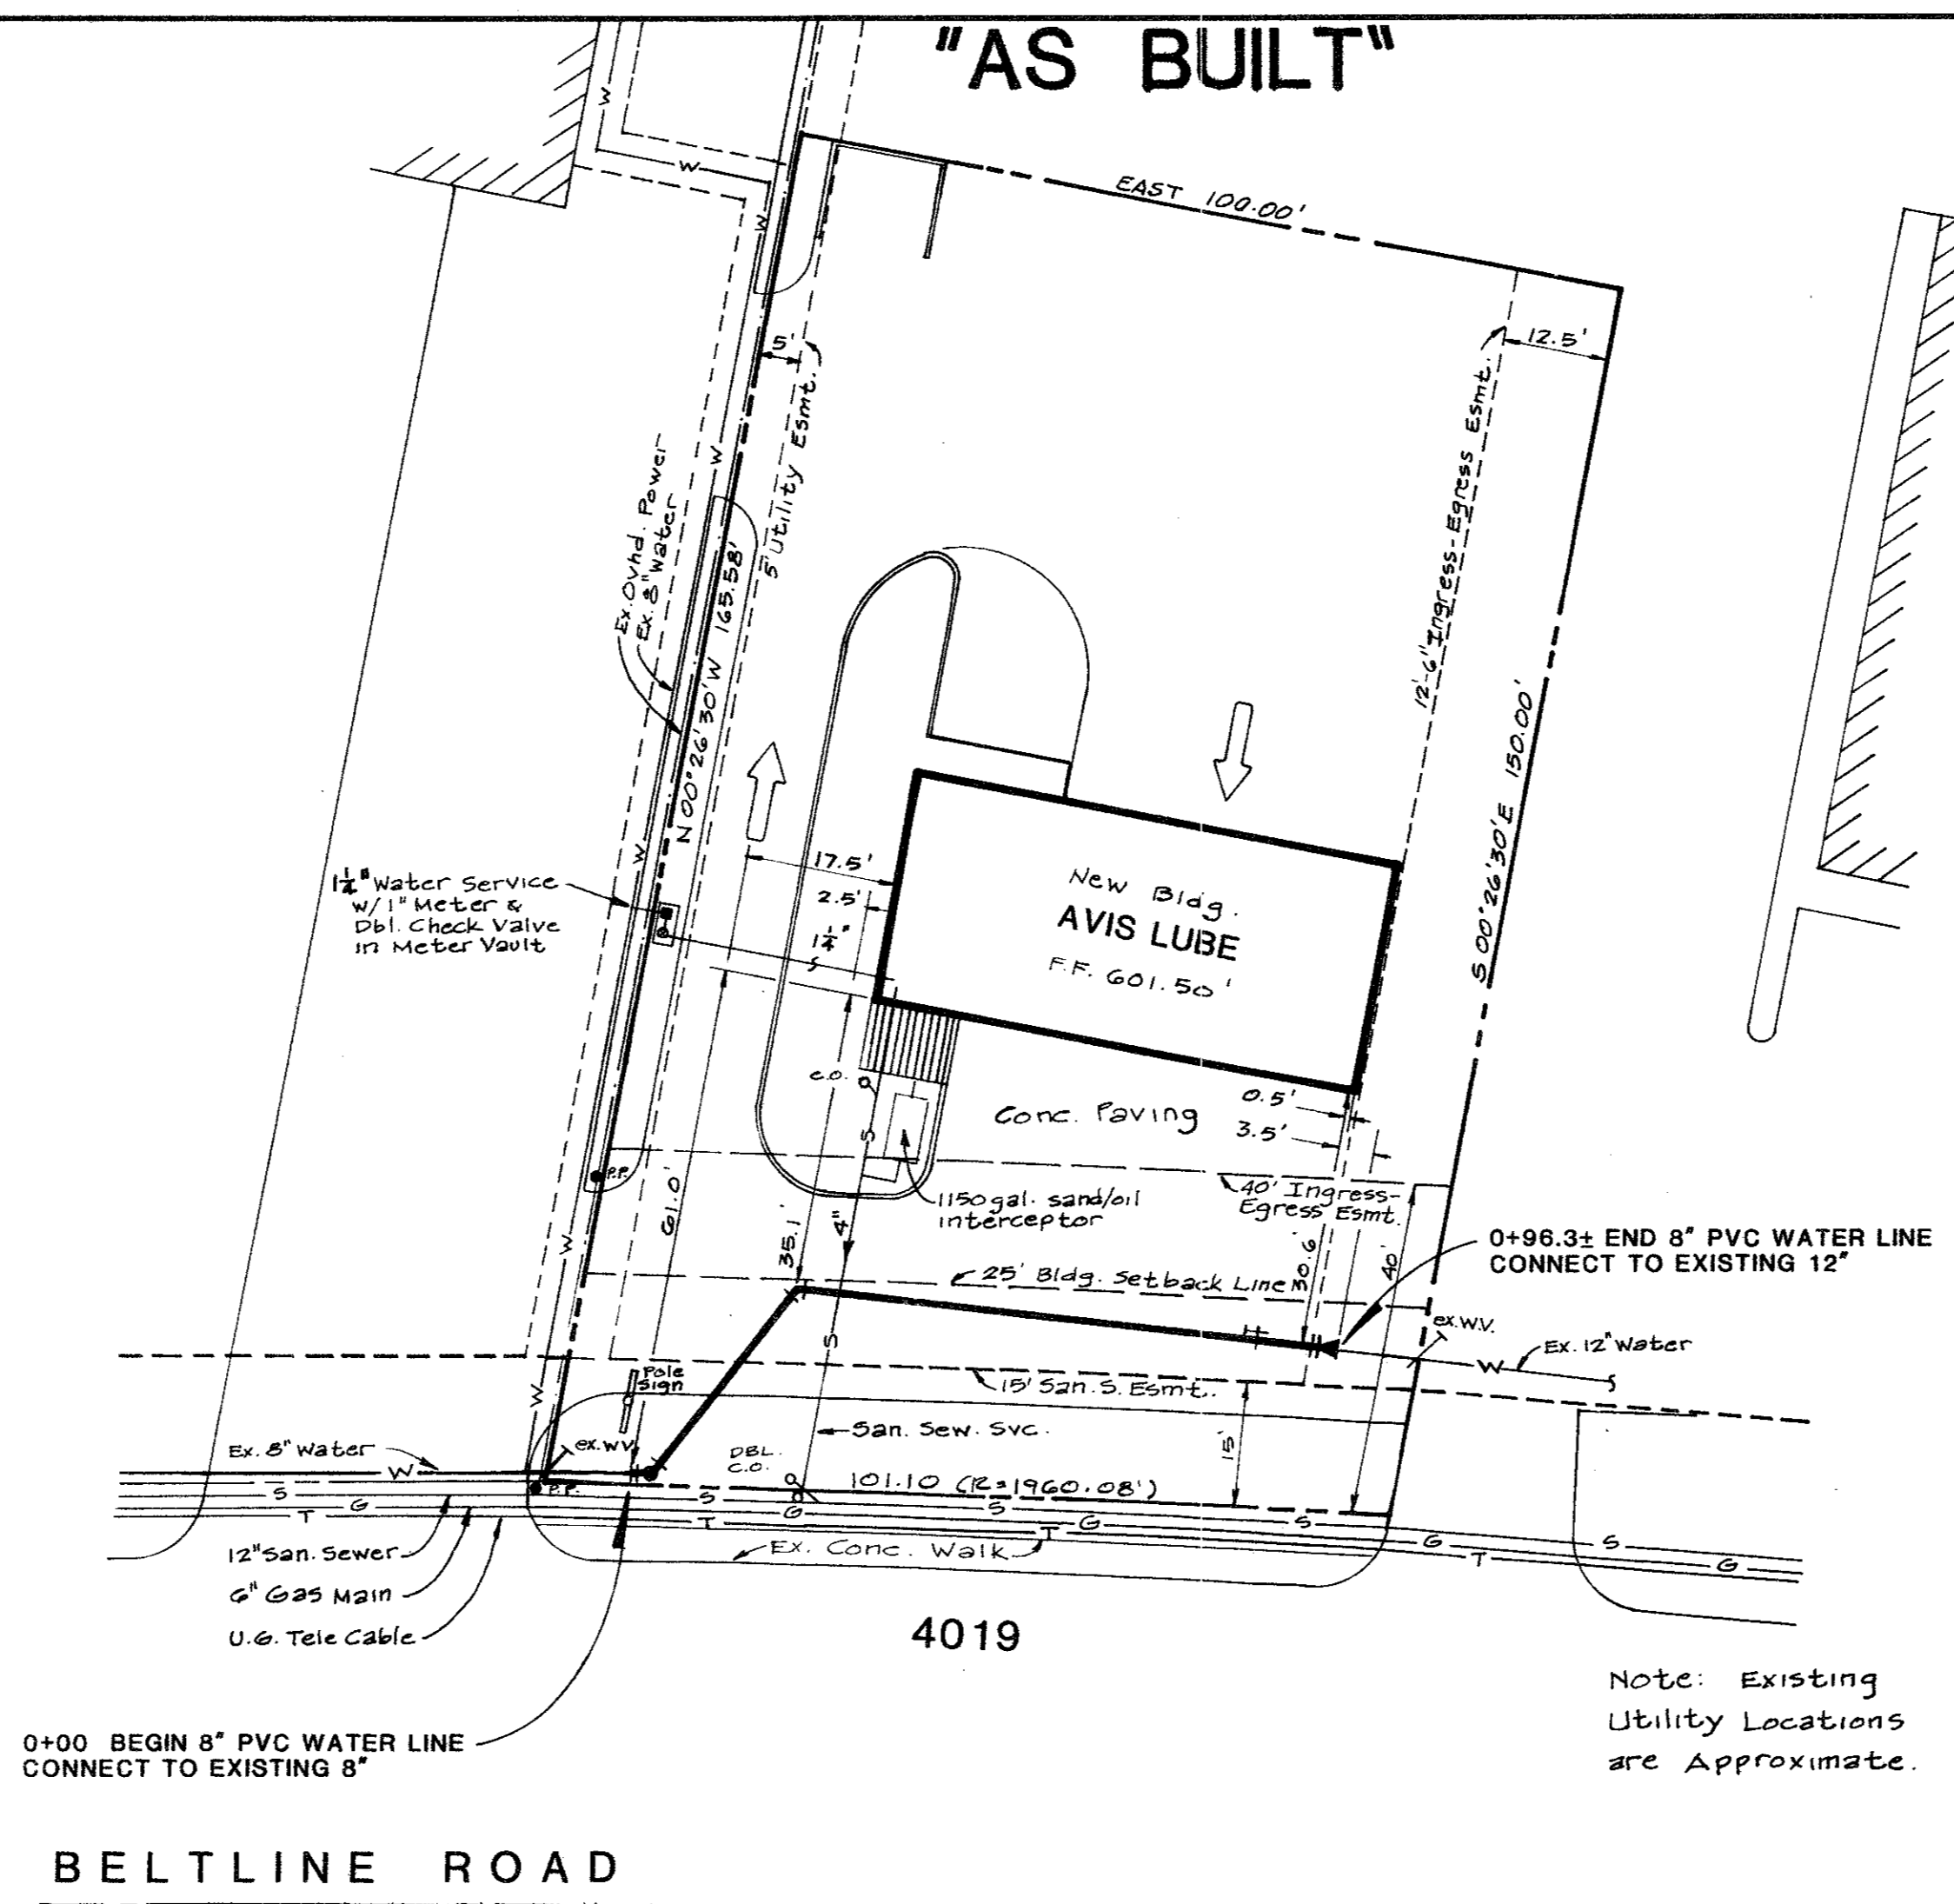 "AS BUILT"
EAST 100.00'
12.5'
5'
5' Utility Esmt.
12'-6" Ingress-Egress Esmt.
Ex. Ovhd. Power
Ex. 8" Water
N 00°26'30"W 165.58'
S 00°26'30"E 150.00'
17.5'
2.5'
1¼"
1¼" Water Service
w/1" Meter &
Dbl. Check Valve
in Meter Vault
New Bldg.
AVIS LUBE
F.F. 601.50'
C.O.
Conc. Paving
0.5'
3.5'
P.P.
61.0'
35.1'
4"
1150 gal. sand/oil
interceptor
40' Ingress-
Egress Esmt.
30.6'
40'
0+96.3± END 8" PVC WATER LINE
CONNECT TO EXISTING 12"
25' Bldg. Setback Line
ex.W.V.
Ex. 12" Water
W
Pole
Sign
15' San. S. Esmt.
15'
San. Sew. Svc.
Ex. 8" Water
W
ex.WV
DBL.
C.O.
P.P.
101.10 (R=1960.08')
S G S G S G S G
T T T T
Ex. Conc. Walk
12" San. Sewer
6" Gas Main
U.G. Tele Cable
4019
Note: Existing
Utility Locations
are Approximate.
0+00 BEGIN 8" PVC WATER LINE
CONNECT TO EXISTING 8"
BELTLINE ROAD